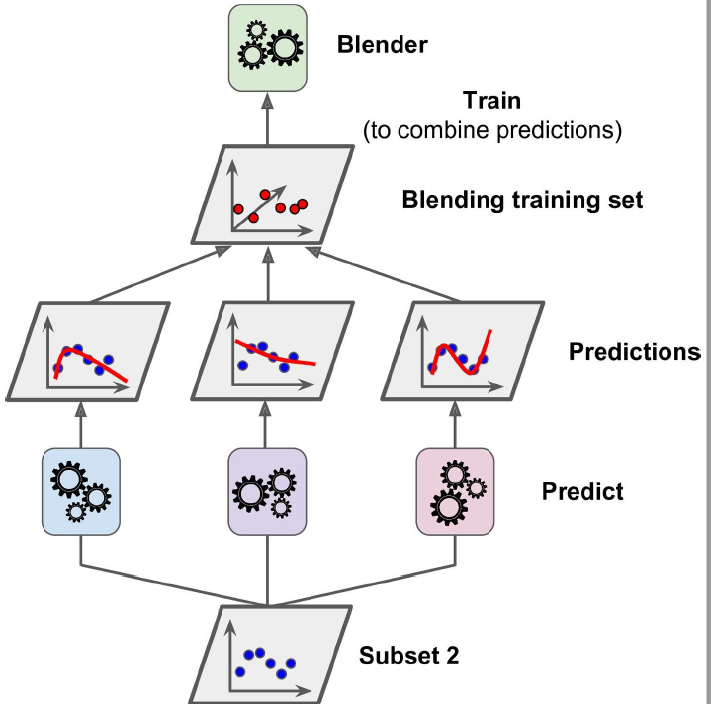 Blender
Train
(to combine predictions)
Blending training set
Predictions
Predict
Subset 2